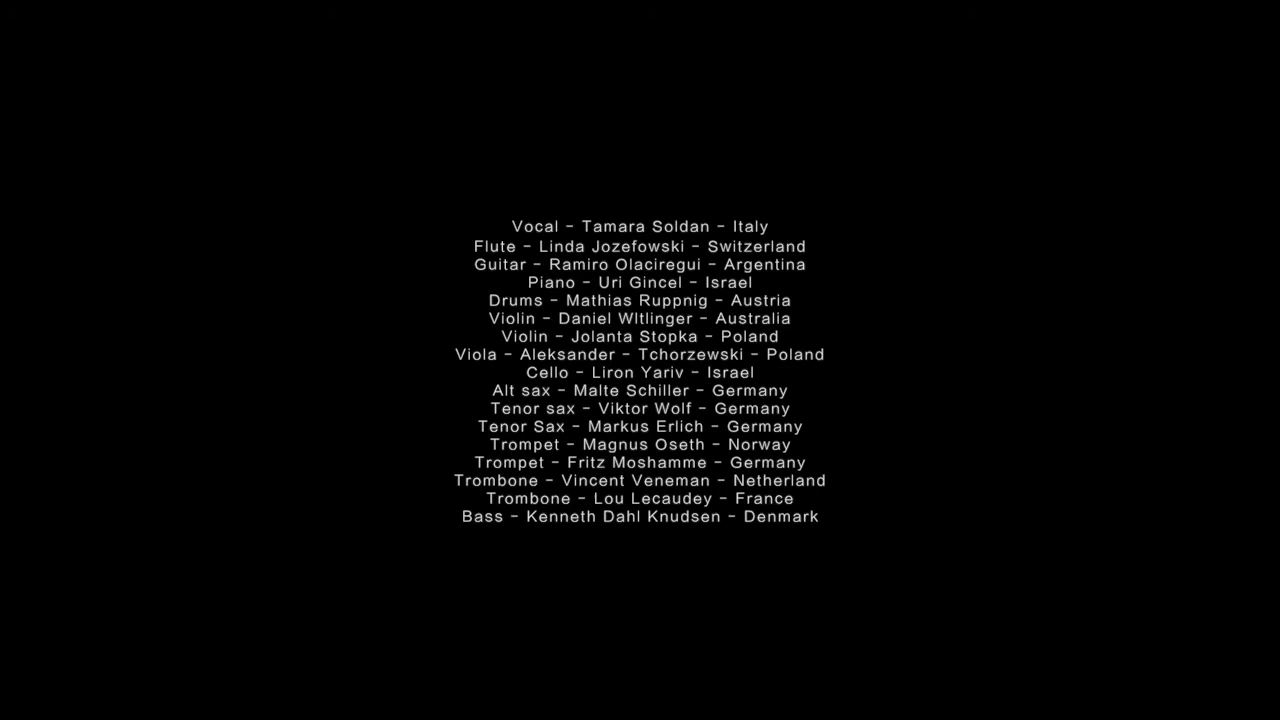 Vocal – Tamara Soldan – Italy
Flute – Linda Jozefowski – Switzerland
Guitar – Ramiro Olaciregui – Argentina
Piano – Uri Gincel – Israel
Drums – Mathias Ruppnig – Austria
Violin – Daniel Wltlinger – Australia
Violin – Jolanta Stopka – Poland
Viola – Aleksander – Tchorzewski – Poland
Cello – Liron Yariv – Israel
Alt sax – Malte Schiller – Germany
Tenor sax – Viktor Wolf – Germany
Tenor Sax – Markus Erlich – Germany
Trompet – Magnus Oseth – Norway
Trompet – Fritz Moshamme – Germany
Trombone – Vincent Veneman – Netherland
Trombone – Lou Lecaudey – France
Bass – Kenneth Dahl Knudsen – Denmark